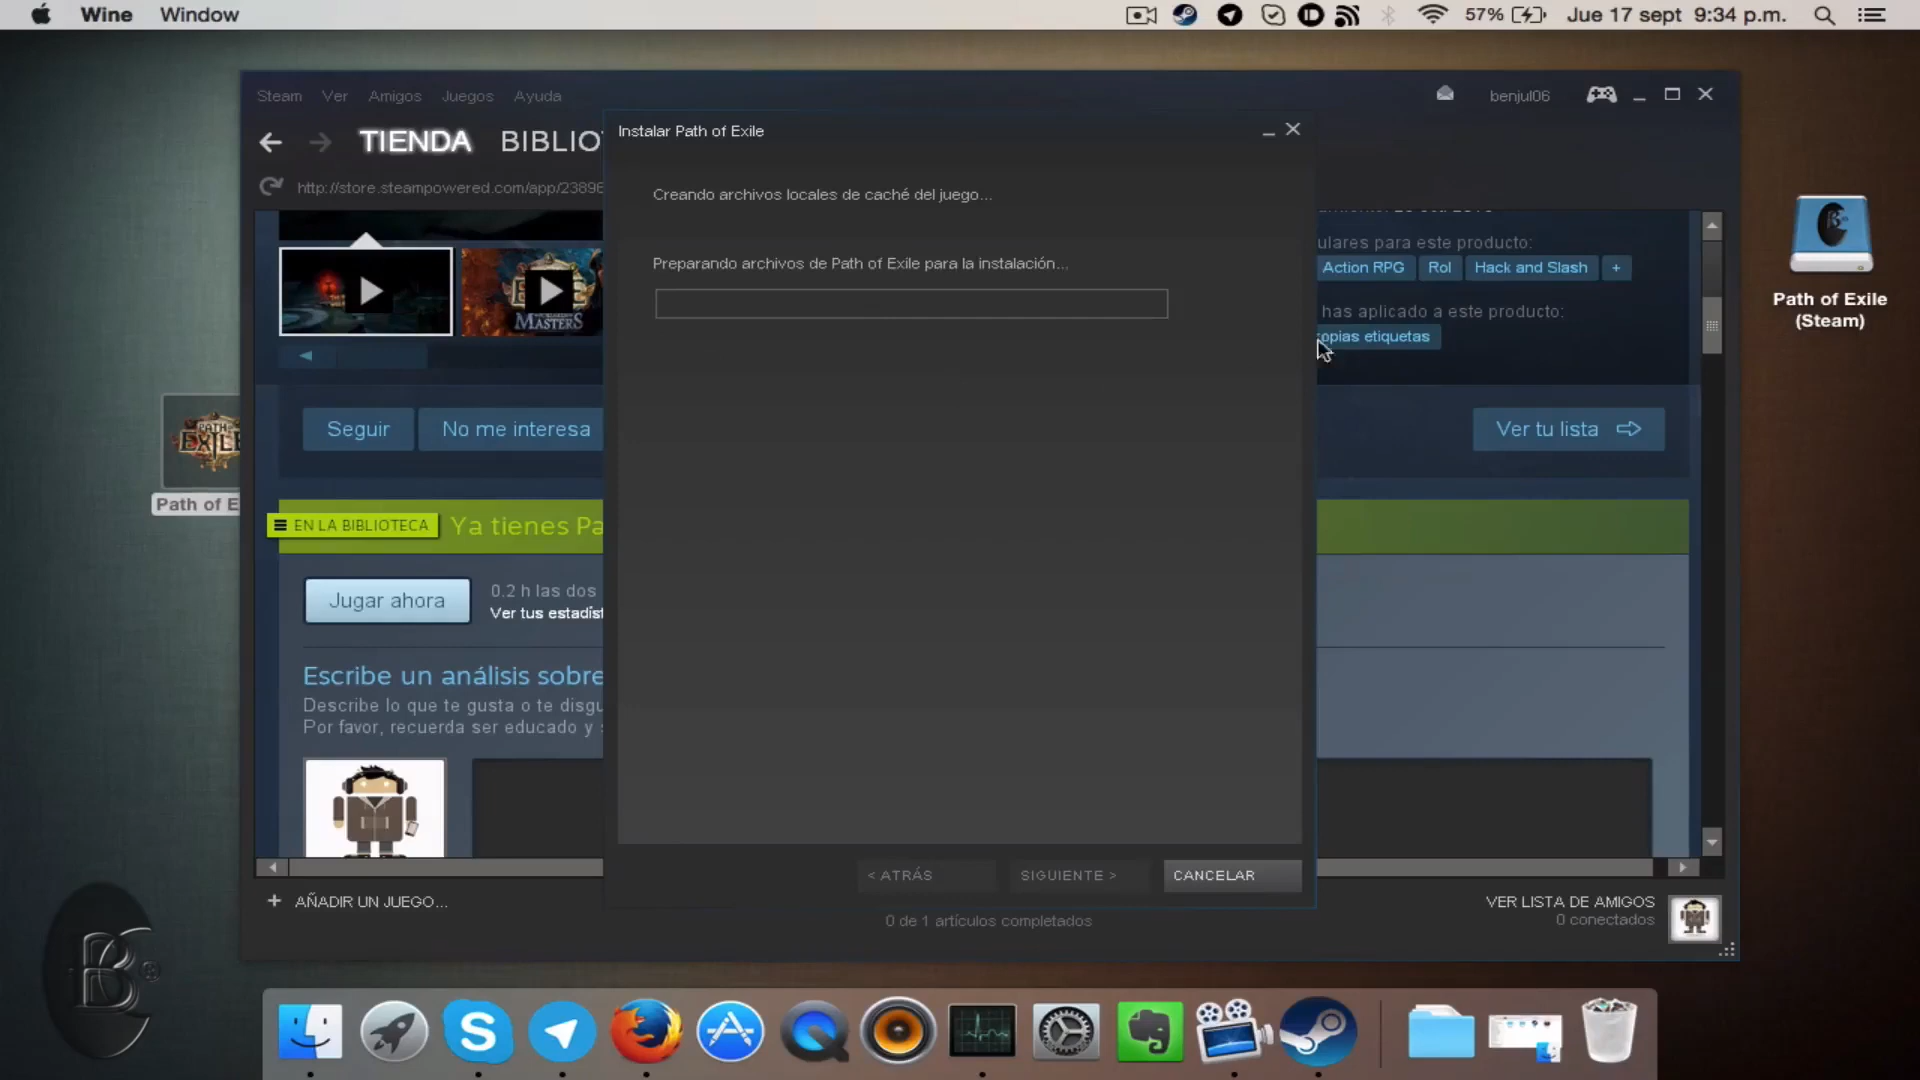 Wine Window
57% Jue 17 sept 9:34 p.m.
Steam Ver Amigos Juegos Ayuda
benjul06
TIENDA BIBLIO
http://store.steampowered.com/app/23896
Instalar Path of Exile
Creando archivos locales de caché del juego...
Preparando archivos de Path of Exile para la instalación...
ulares para este producto:
Action RPG Rol Hack and Slash +
has aplicado a este producto:
opias etiquetas
MASTERS
Path of Exile
(Steam)
Seguir No me interesa
Ver tu lista
PATH OF EXILE
Path of E
EN LA BIBLIOTECA Ya tienes Pa
Jugar ahora
0.2 h las dos
Ver tus estadíst
Escribe un análisis sobre
Describe lo que te gusta o te disgu
Por favor, recuerda ser educado y s
< ATRÁS SIGUIENTE > CANCELAR
+ AÑADIR UN JUEGO...
0 de 1 artículos completados
VER LISTA DE AMIGOS
0 conectados